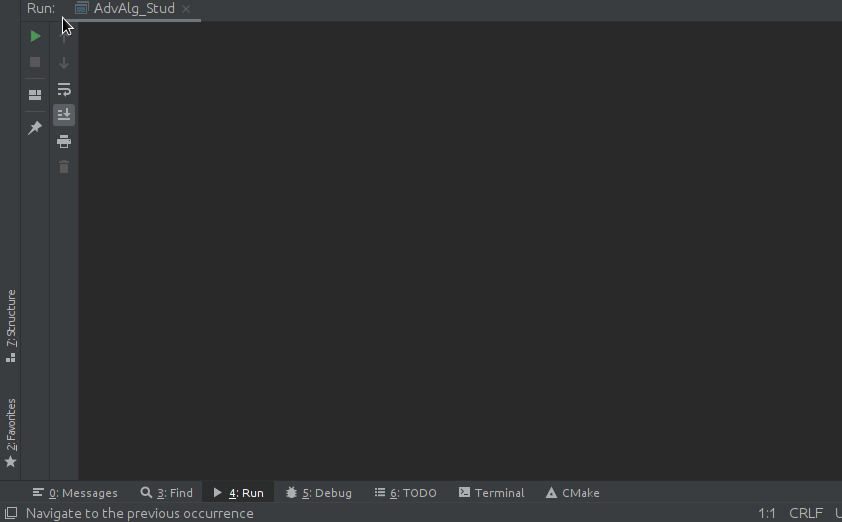 Run: AdvAlg_Stud
7: Structure
2: Favorites
0: Messages 3: Find 4: Run 5: Debug 6: TODO Terminal CMake
Navigate to the previous occurrence 1:1 CRLF U